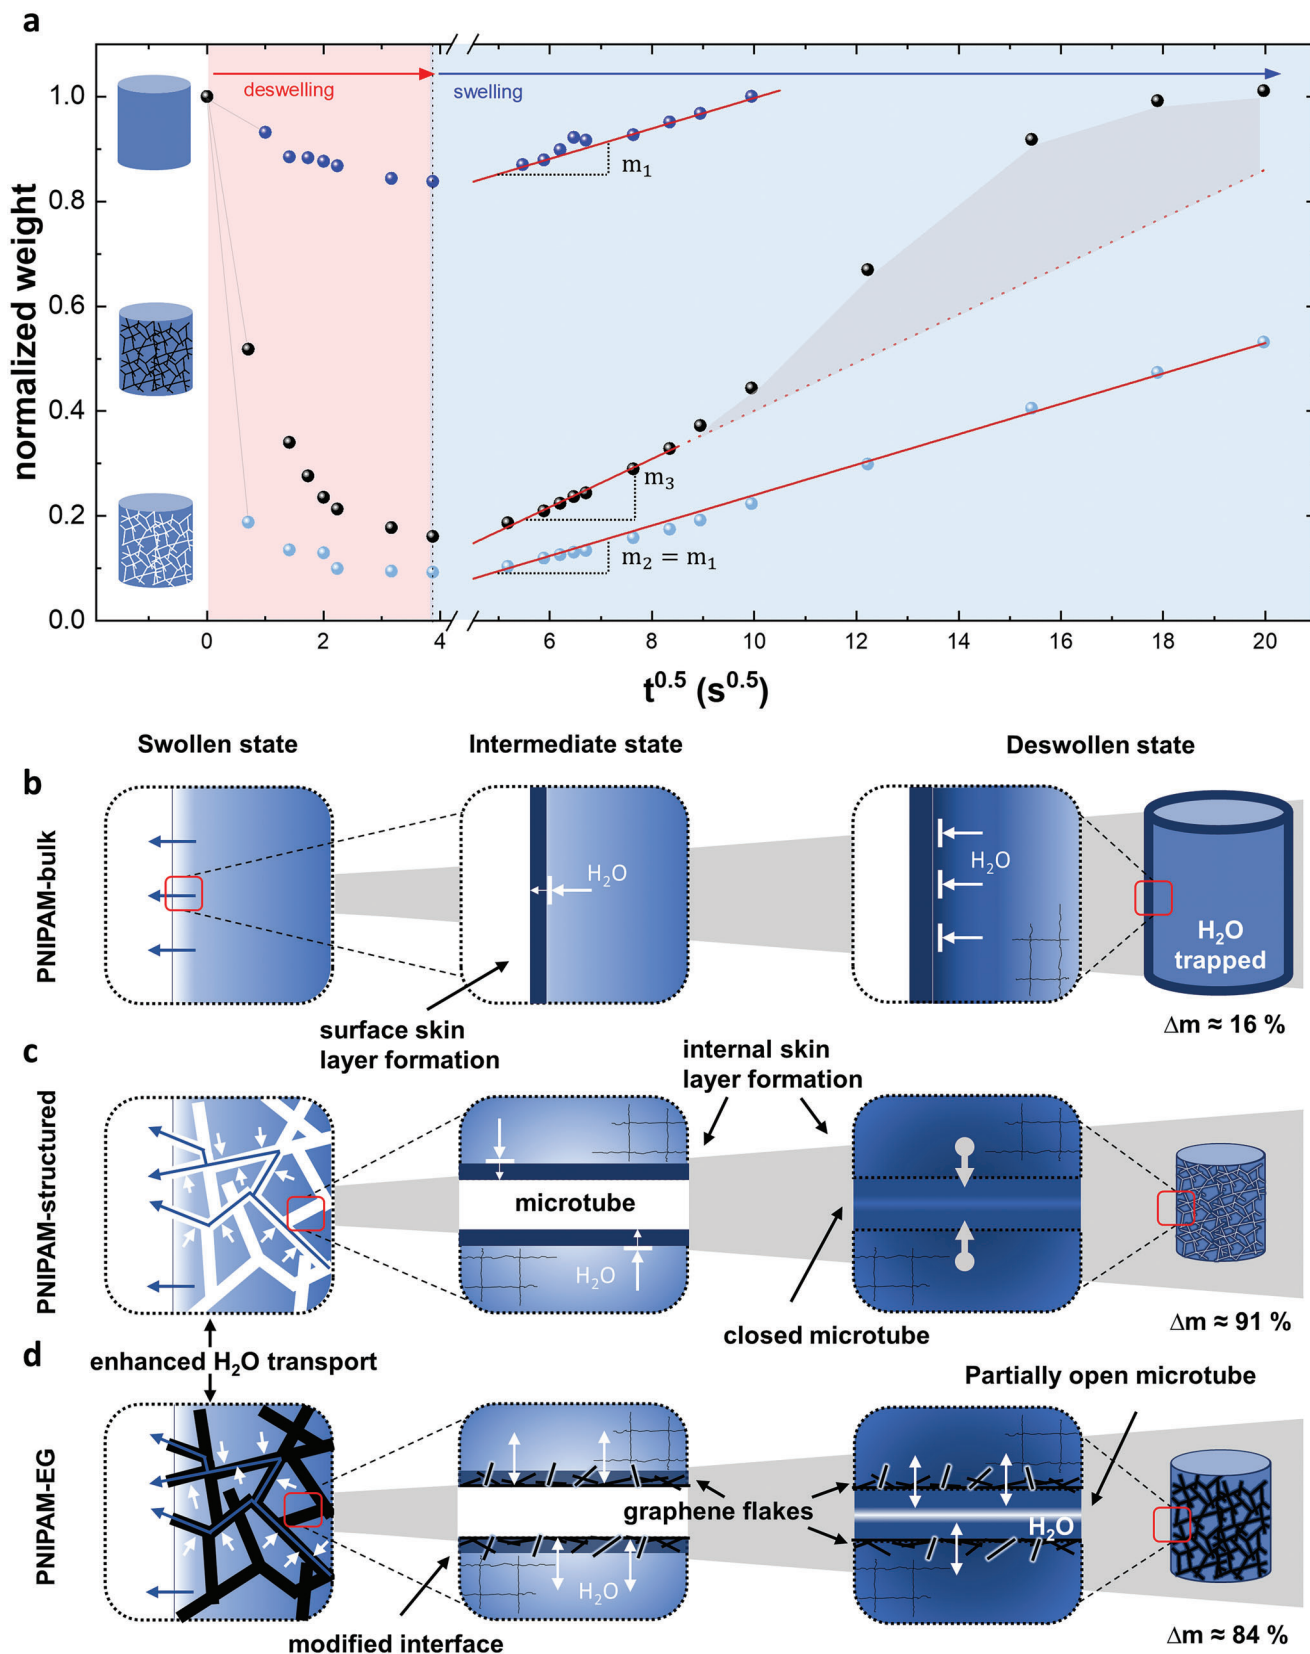 a
deswelling
swelling
normalized weight
1.0
0.8
0.6
0.4
0.2
0.0
m₁
m₃
m₂ = m₁
0 2 4 6 8 10 12 14 16 18 20
t⁰·⁵ (s⁰·⁵)
Swollen state
Intermediate state
Deswollen state
b
PNIPAM-bulk
H₂O
H₂O
H₂O
trapped
surface skin
layer formation
Δm ≈ 16 %
c
PNIPAM-structured
internal skin
layer formation
microtube
H₂O
closed microtube
Δm ≈ 91 %
enhanced H₂O transport
d
PNIPAM-EG
Partially open microtube
graphene flakes
H₂O
H₂O
modified interface
Δm ≈ 84 %